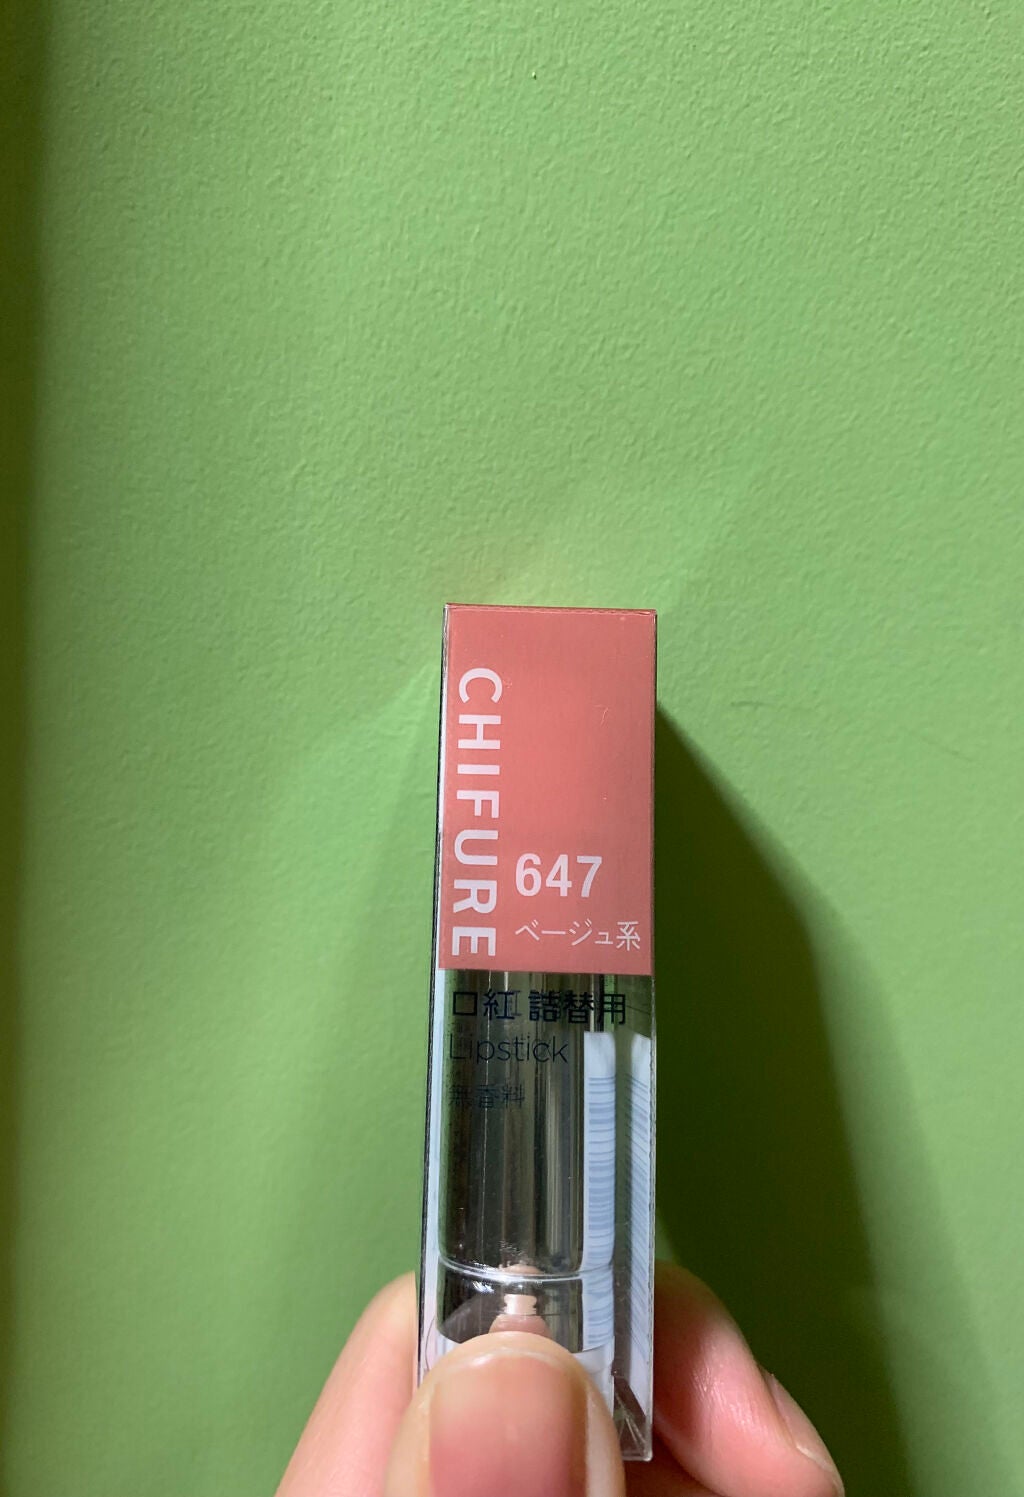 CHIFURE
647
ベージュ系
口紅 詰替用
Lipstick
無香料